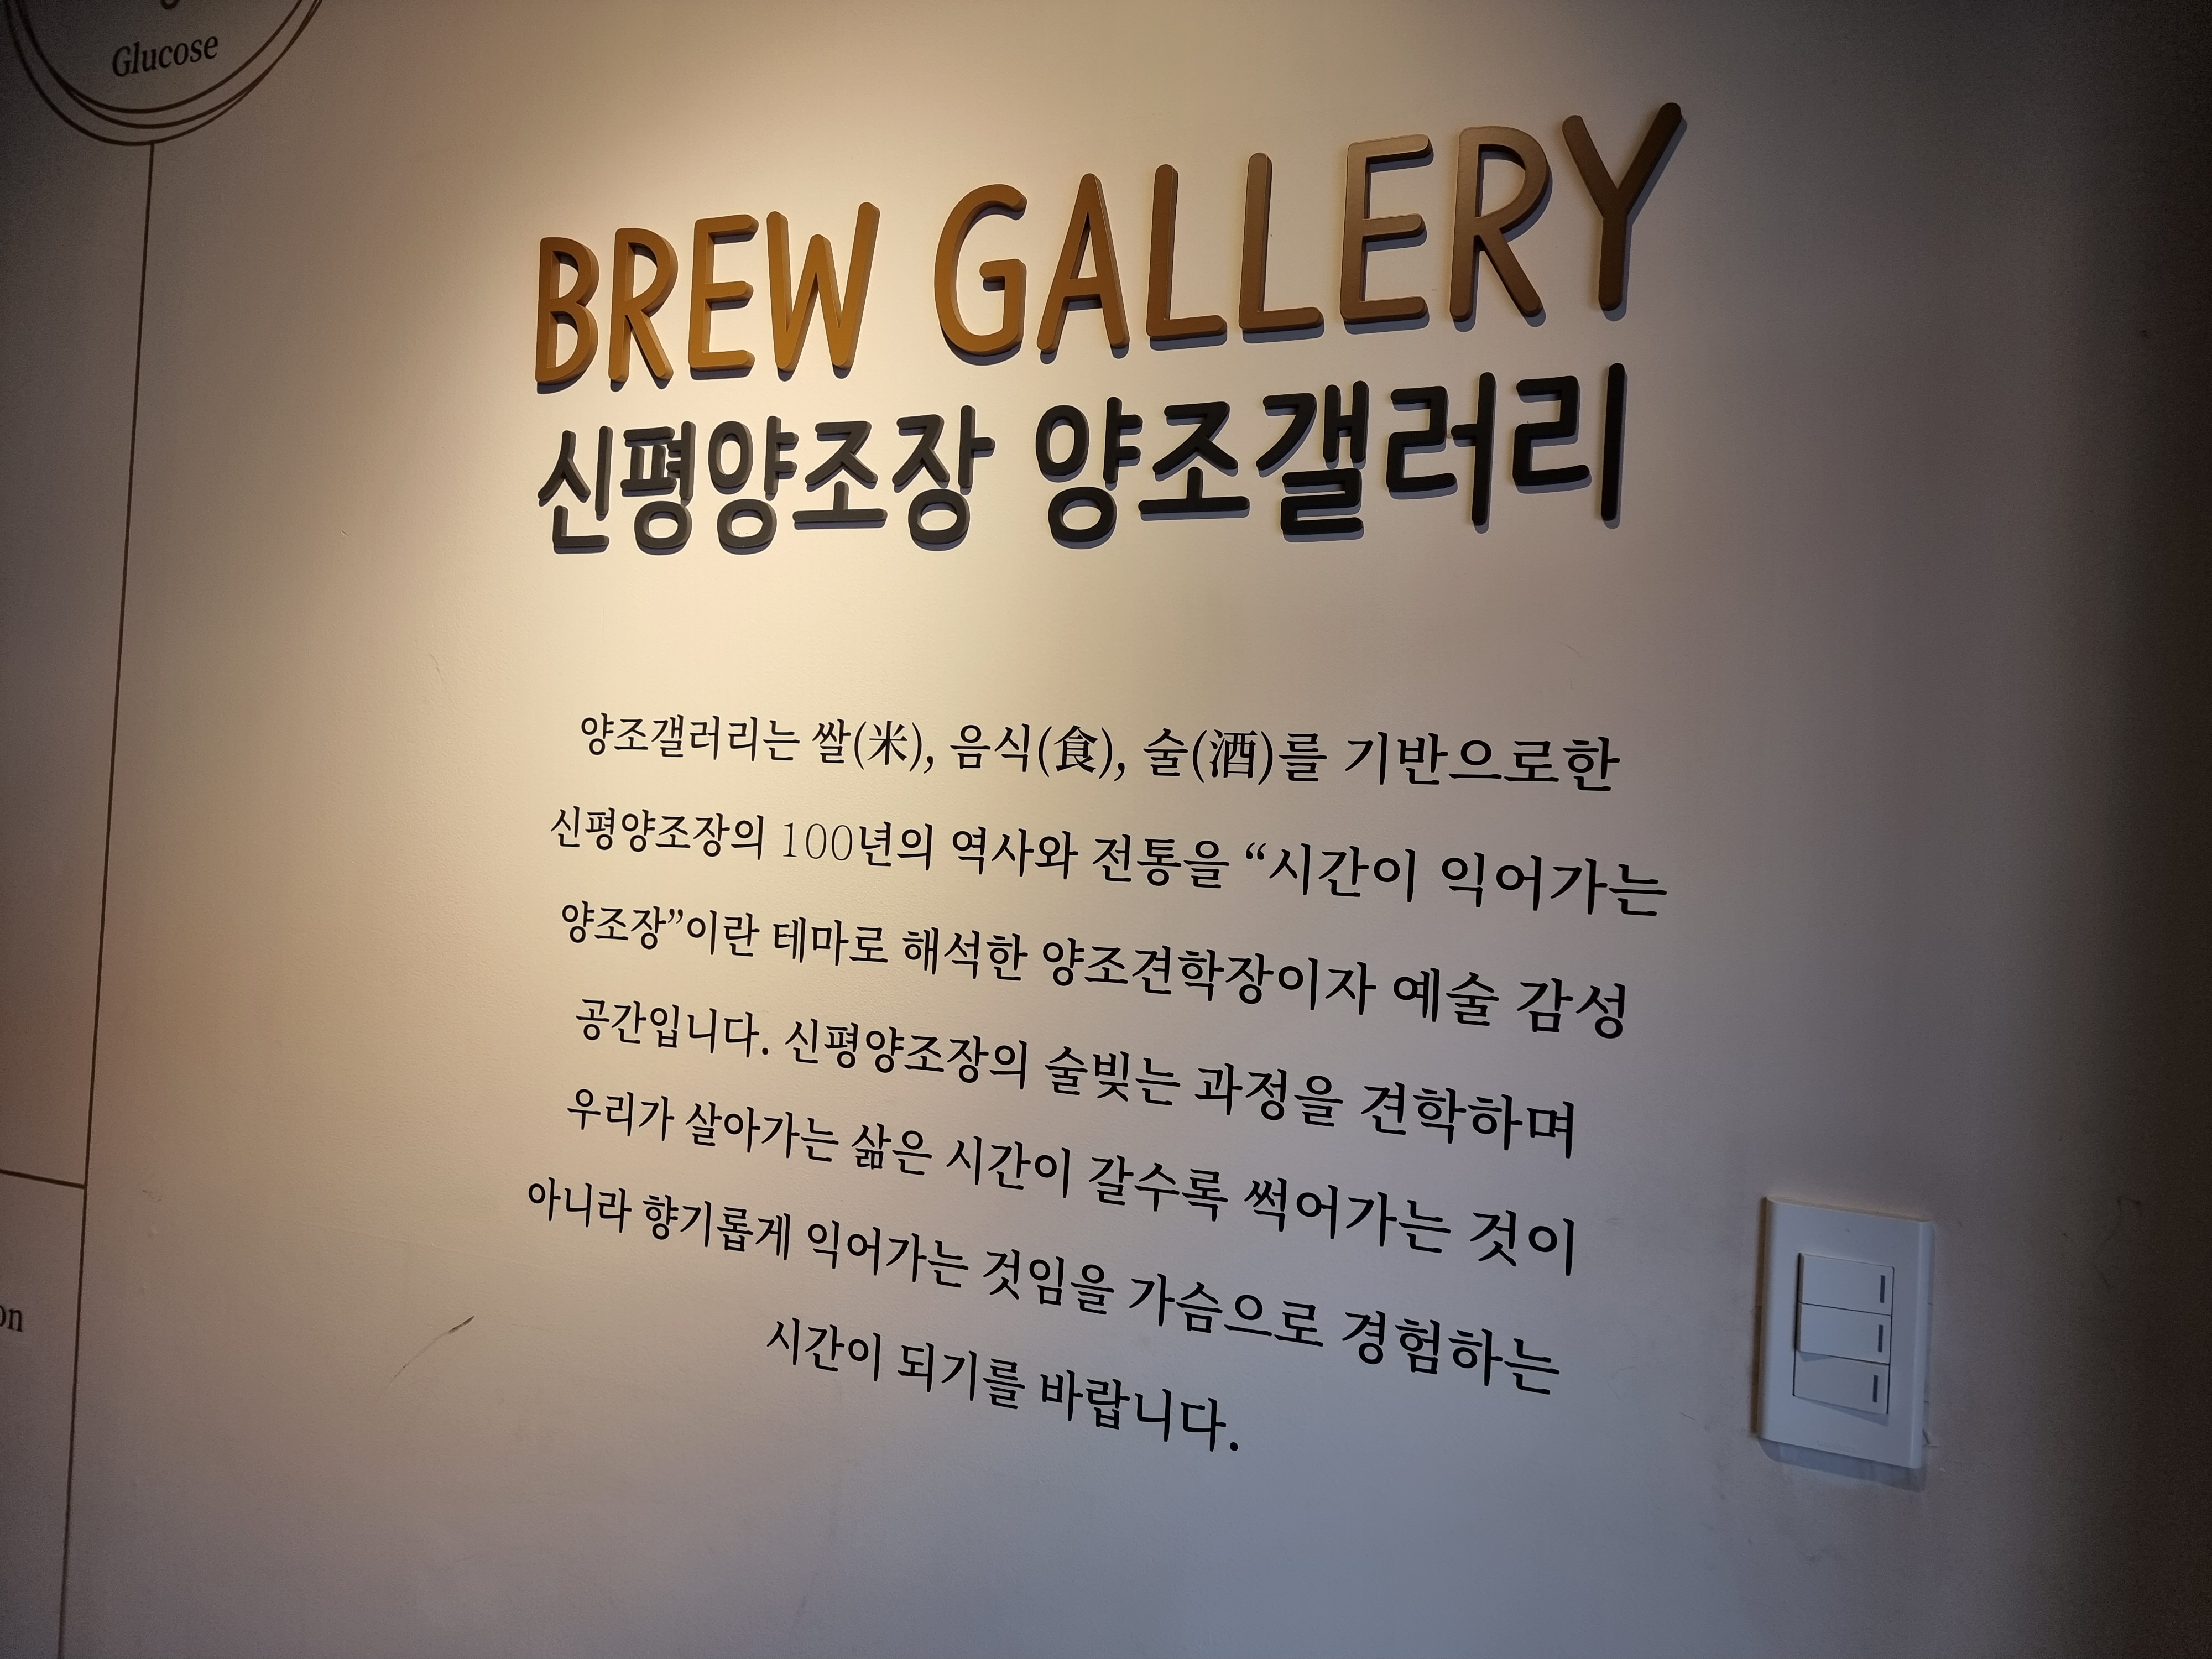 Glucose
BREW GALLERY
신평양조장 양조갤러리
양조갤러리는 쌀(米), 음식(食), 술(酒)를 기반으로한
신평양조장의 100년의 역사와 전통을 “시간이 익어가는
양조장”이란 테마로 해석한 양조견학장이자 예술 감성
공간입니다. 신평양조장의 술빚는 과정을 견학하며
우리가 살아가는 삶은 시간이 갈수록 썩어가는 것이
아니라 향기롭게 익어가는 것임을 가슴으로 경험하는
시간이 되기를 바랍니다.